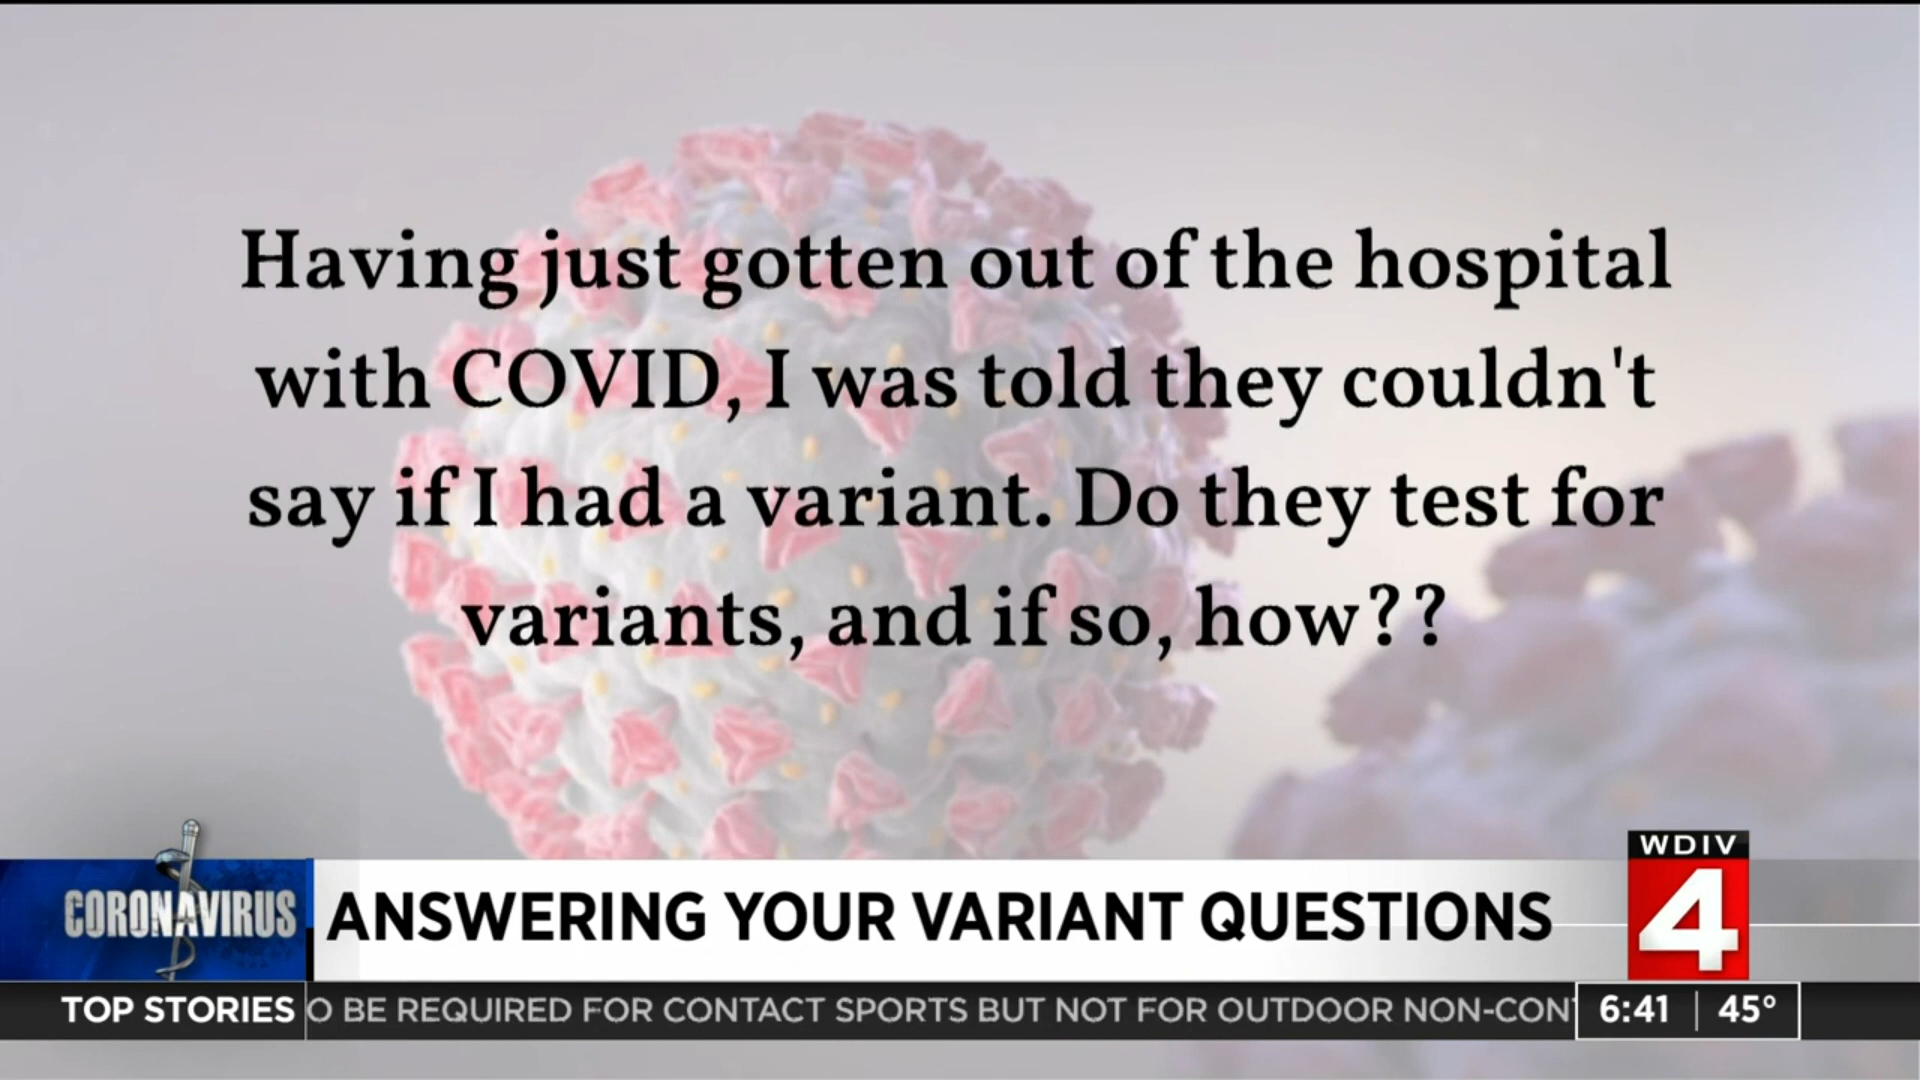 Having just gotten out of the hospital
with COVID, I was told they couldn't
say if I had a variant. Do they test for
variants, and if so, how??
WDIV
4
CORONAVIRUS
ANSWERING YOUR VARIANT QUESTIONS
TOP STORIES
O BE REQUIRED FOR CONTACT SPORTS BUT NOT FOR OUTDOOR NON-CON
6:41
45°